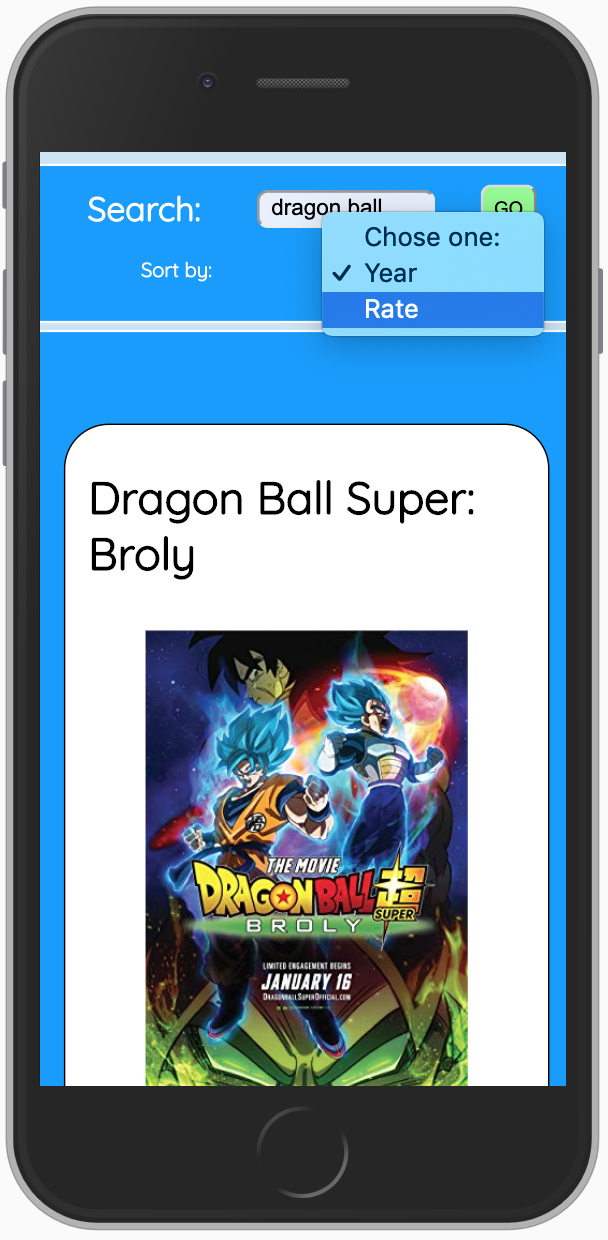 Search:
dragon ball
GO
Chose one:
Sort by:
✓ Year
Rate
Dragon Ball Super:
Broly
THE MOVIE
DRAGON BALL 超
SUPER
BROLY
LIMITED ENGAGEMENT BEGINS
JANUARY 16
DRAGONBALLSUPEROFFICIAL.COM